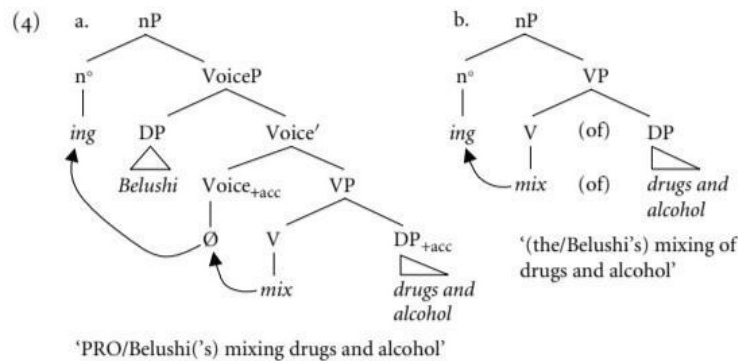 (4) a. nP b. nP
n° VoiceP n° VP
ing DP Voice′ ing V (of) DP
Belushi Voice+acc VP mix (of) drugs and
alcohol
Ø V DP+acc
'(the/Belushi's) mixing of
drugs and alcohol'
mix drugs and
alcohol
'PRO/Belushi('s) mixing drugs and alcohol'